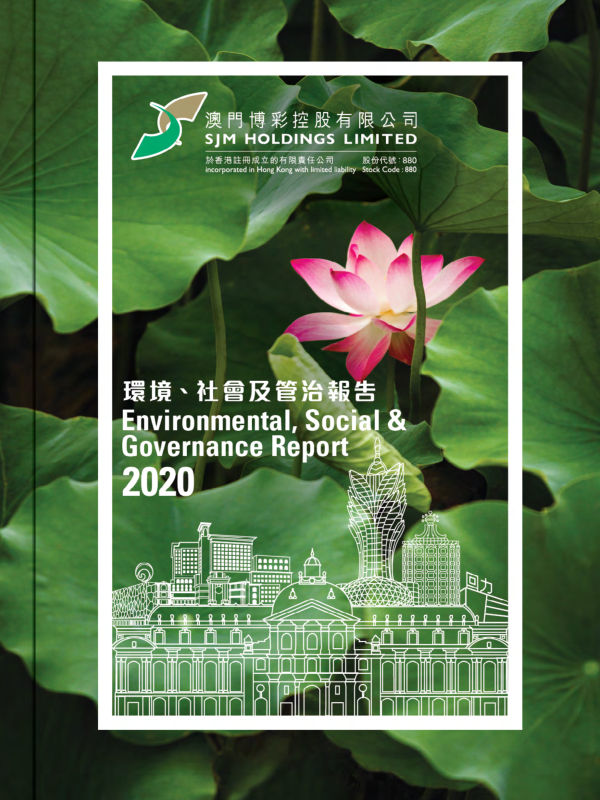 澳門博彩控股有限公司
SJM HOLDINGS LIMITED
於香港註冊成立的有限責任公司 股份代號：880
incorporated in Hong Kong with limited liability Stock Code : 880
環境、社會及管治報告
Environmental, Social &
Governance Report
2020
回力